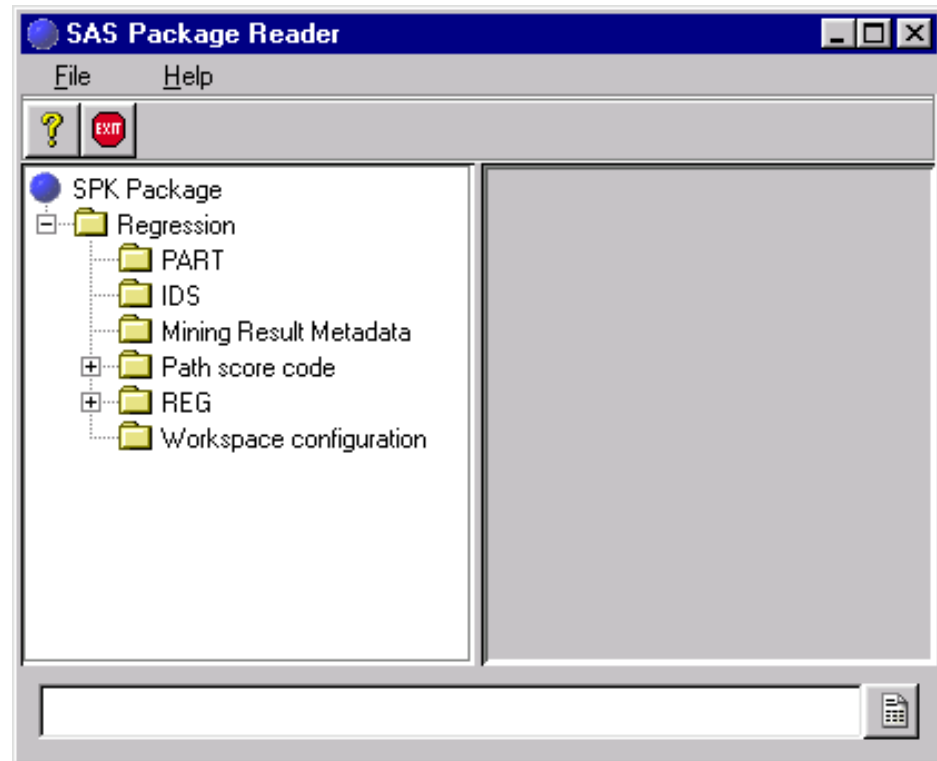 SAS Package Reader
File Help
EXIT
SPK Package
Regression
PART
IDS
Mining Result Metadata
Path score code
REG
Workspace configuration